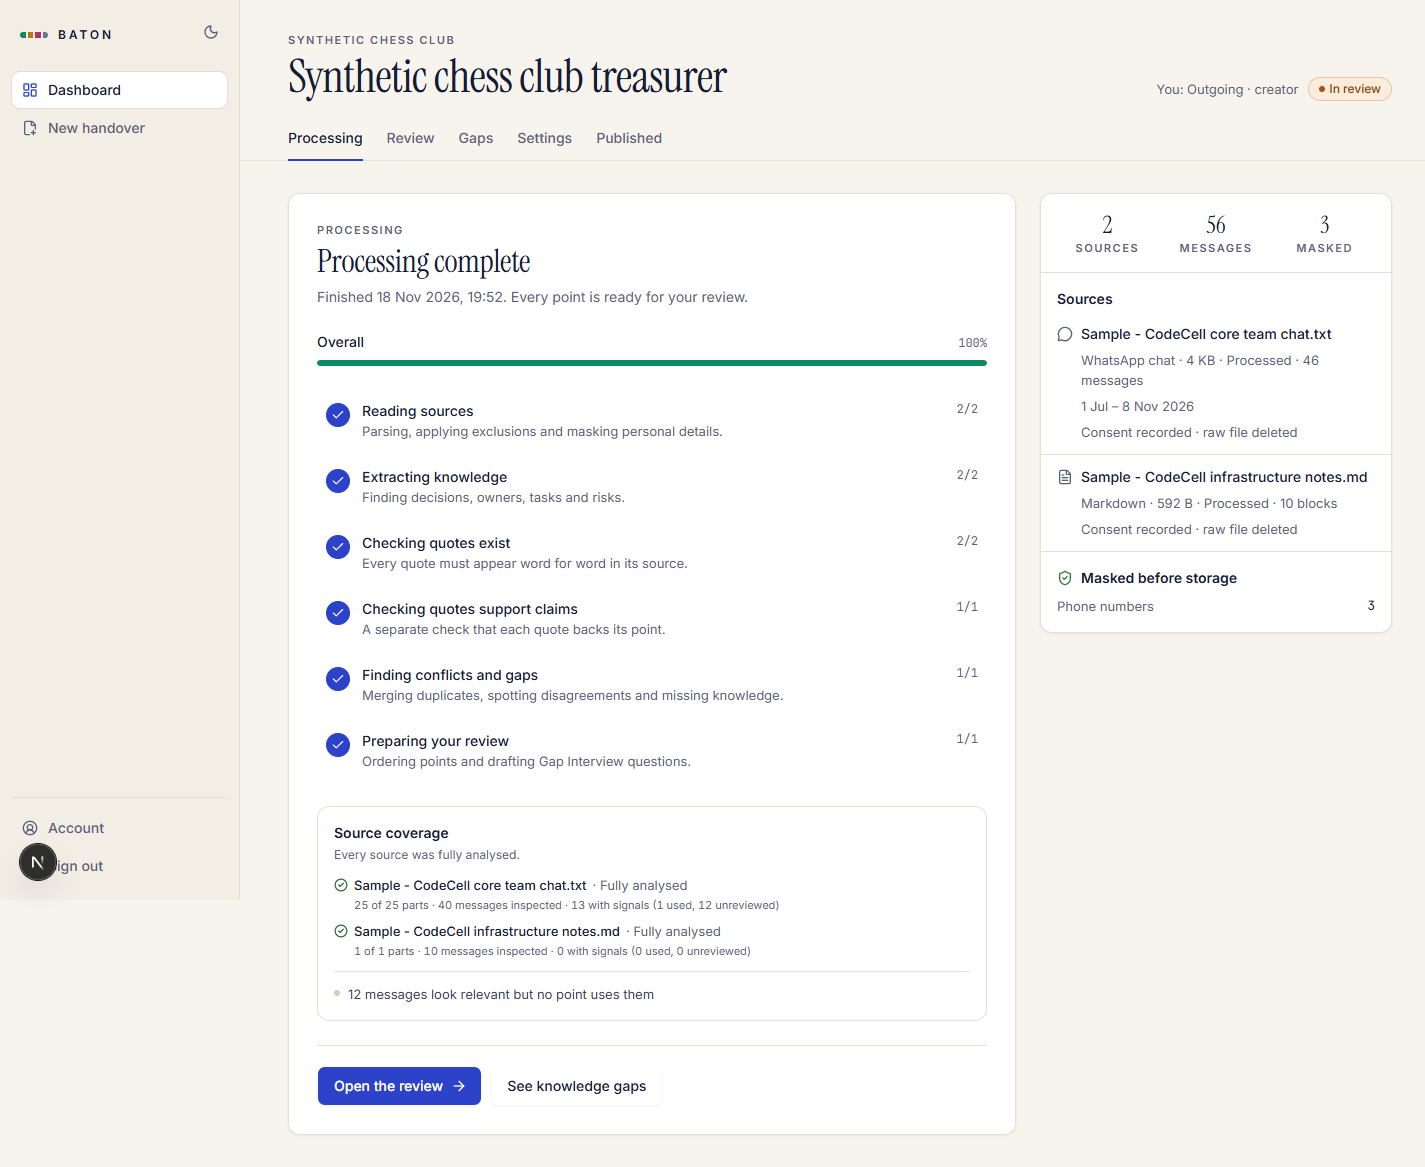 BATON
Dashboard
New handover
Account
ign out
N
SYNTHETIC CHESS CLUB
Synthetic chess club treasurer
You: Outgoing · creator
In review
Processing
Review
Gaps
Settings
Published
PROCESSING
Processing complete
Finished 18 Nov 2026, 19:52. Every point is ready for your review.
Overall
100%
Reading sources
2/2
Parsing, applying exclusions and masking personal details.
Extracting knowledge
2/2
Finding decisions, owners, tasks and risks.
Checking quotes exist
2/2
Every quote must appear word for word in its source.
Checking quotes support claims
1/1
A separate check that each quote backs its point.
Finding conflicts and gaps
1/1
Merging duplicates, spotting disagreements and missing knowledge.
Preparing your review
1/1
Ordering points and drafting Gap Interview questions.
Source coverage
Every source was fully analysed.
Sample - CodeCell core team chat.txt · Fully analysed
25 of 25 parts · 40 messages inspected · 13 with signals (1 used, 12 unreviewed)
Sample - CodeCell infrastructure notes.md · Fully analysed
1 of 1 parts · 10 messages inspected · 0 with signals (0 used, 0 unreviewed)
12 messages look relevant but no point uses them
Open the review
See knowledge gaps
2
SOURCES
56
MESSAGES
3
MASKED
Sources
Sample - CodeCell core team chat.txt
WhatsApp chat · 4 KB · Processed · 46
messages
1 Jul – 8 Nov 2026
Consent recorded · raw file deleted
Sample - CodeCell infrastructure notes.md
Markdown · 592 B · Processed · 10 blocks
Consent recorded · raw file deleted
Masked before storage
Phone numbers
3